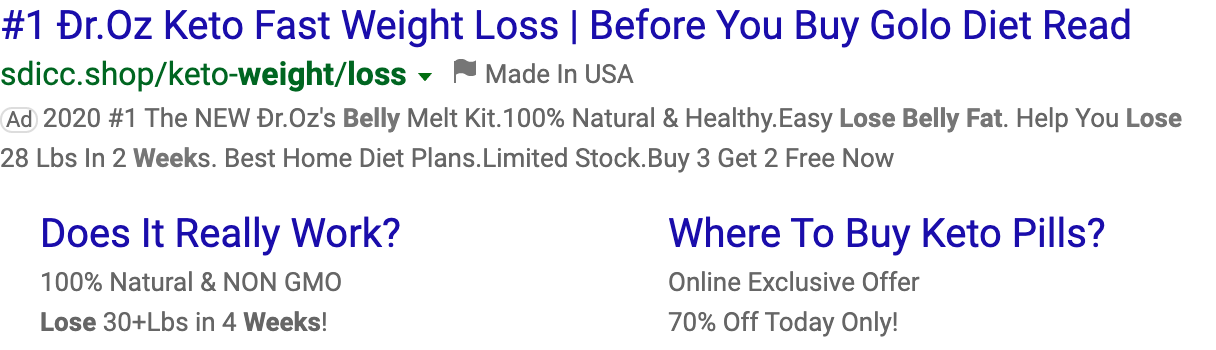 #1 Đr.Oz Keto Fast Weight Loss | Before You Buy Golo Diet Read
sdicc.shop/keto-weight/loss Made In USA
Ad 2020 #1 The NEW Đr.Oz's Belly Melt Kit.100% Natural & Healthy.Easy Lose Belly Fat. Help You Lose
28 Lbs In 2 Weeks. Best Home Diet Plans.Limited Stock.Buy 3 Get 2 Free Now
Does It Really Work?
100% Natural & NON GMO
Lose 30+Lbs in 4 Weeks!
Where To Buy Keto Pills?
Online Exclusive Offer
70% Off Today Only!